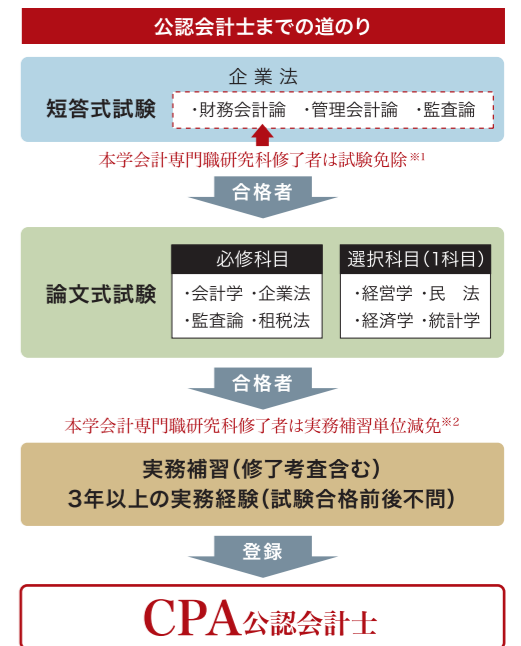 公認会計士までの道のり
企業法
短答式試験
・財務会計論 ・管理会計論 ・監査論
本学会計専門職研究科修了者は試験免除※1
合格者
論文式試験
必修科目
・会計学 ・企業法
・監査論 ・租税法
選択科目(1科目)
・経営学 ・民 法
・経済学 ・統計学
合格者
本学会計専門職研究科修了者は実務補習単位減免※2
実務補習(修了考査含む)
3年以上の実務経験(試験合格前後不問)
登録
CPA公認会計士